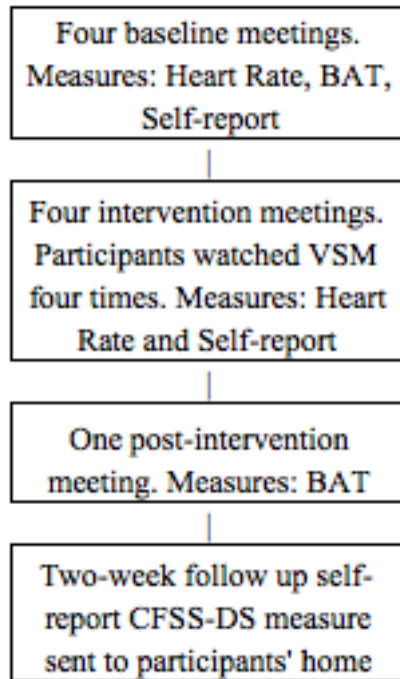 Four baseline meetings.
Measures: Heart Rate, BAT,
Self-report
Four intervention meetings.
Participants watched VSM
four times. Measures: Heart
Rate and Self-report
One post-intervention
meeting. Measures: BAT
Two-week follow up self-
report CFSS-DS measure
sent to participants' home